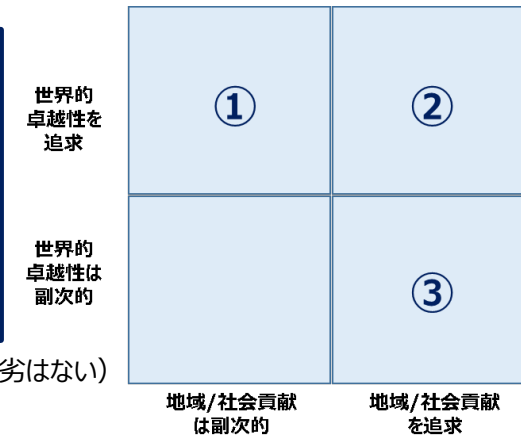 世界的
卓越性を
追求
①
②
世界的
卓越性は
副次的
③
劣はない）
地域/社会貢献
は副次的
地域/社会貢献
を追求